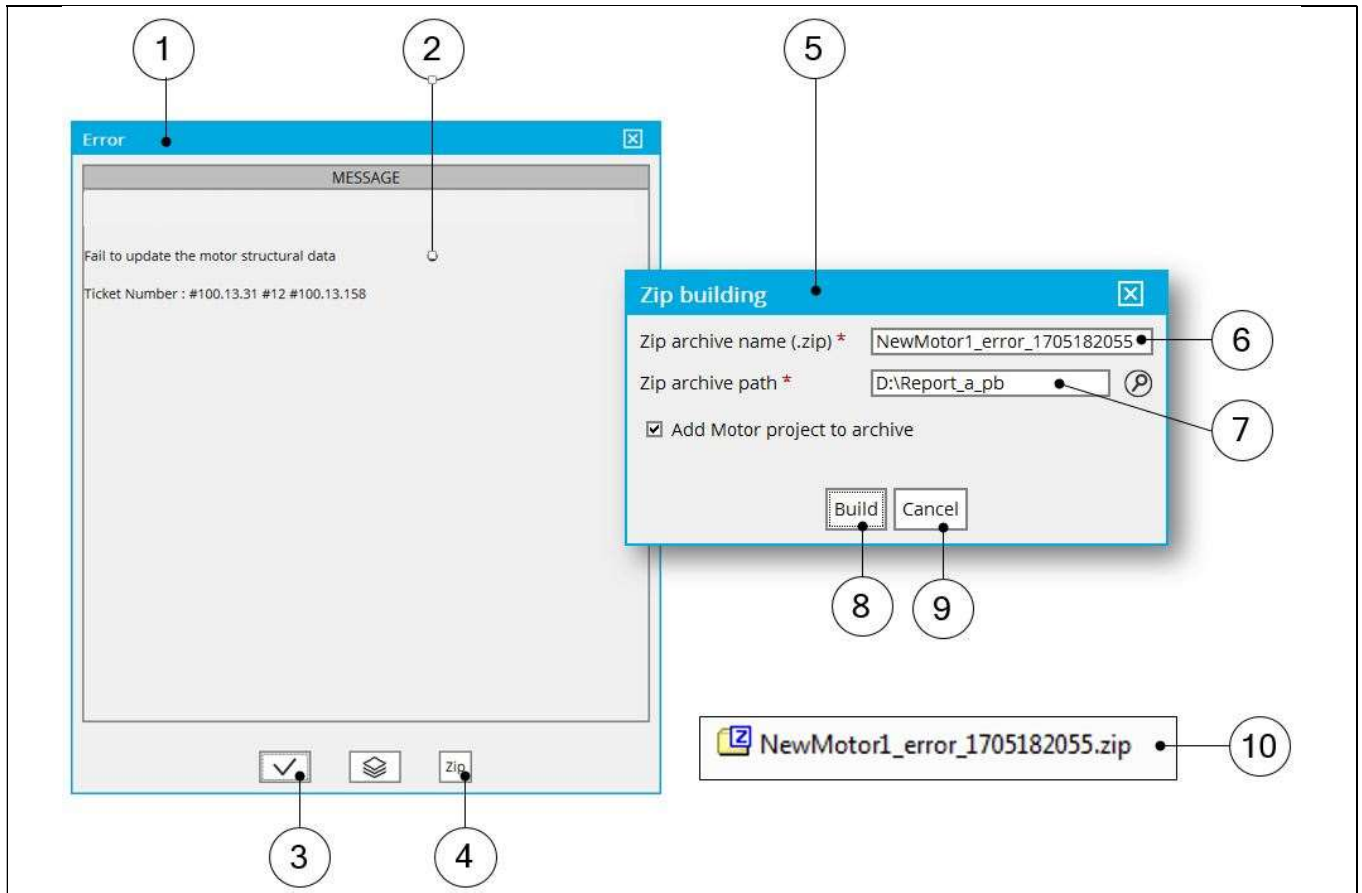 1
2
5
Error
MESSAGE
Fail to update the motor structural data
Ticket Number : #100.13.31 #12 #100.13.158
Zip building
Zip archive name (.zip) * NewMotor1_error_1705182055
6
Zip archive path * D:\Report_a_pb
7
Add Motor project to archive
Build Cancel
8
9
NewMotor1_error_1705182055.zip
10
Zip
3
4